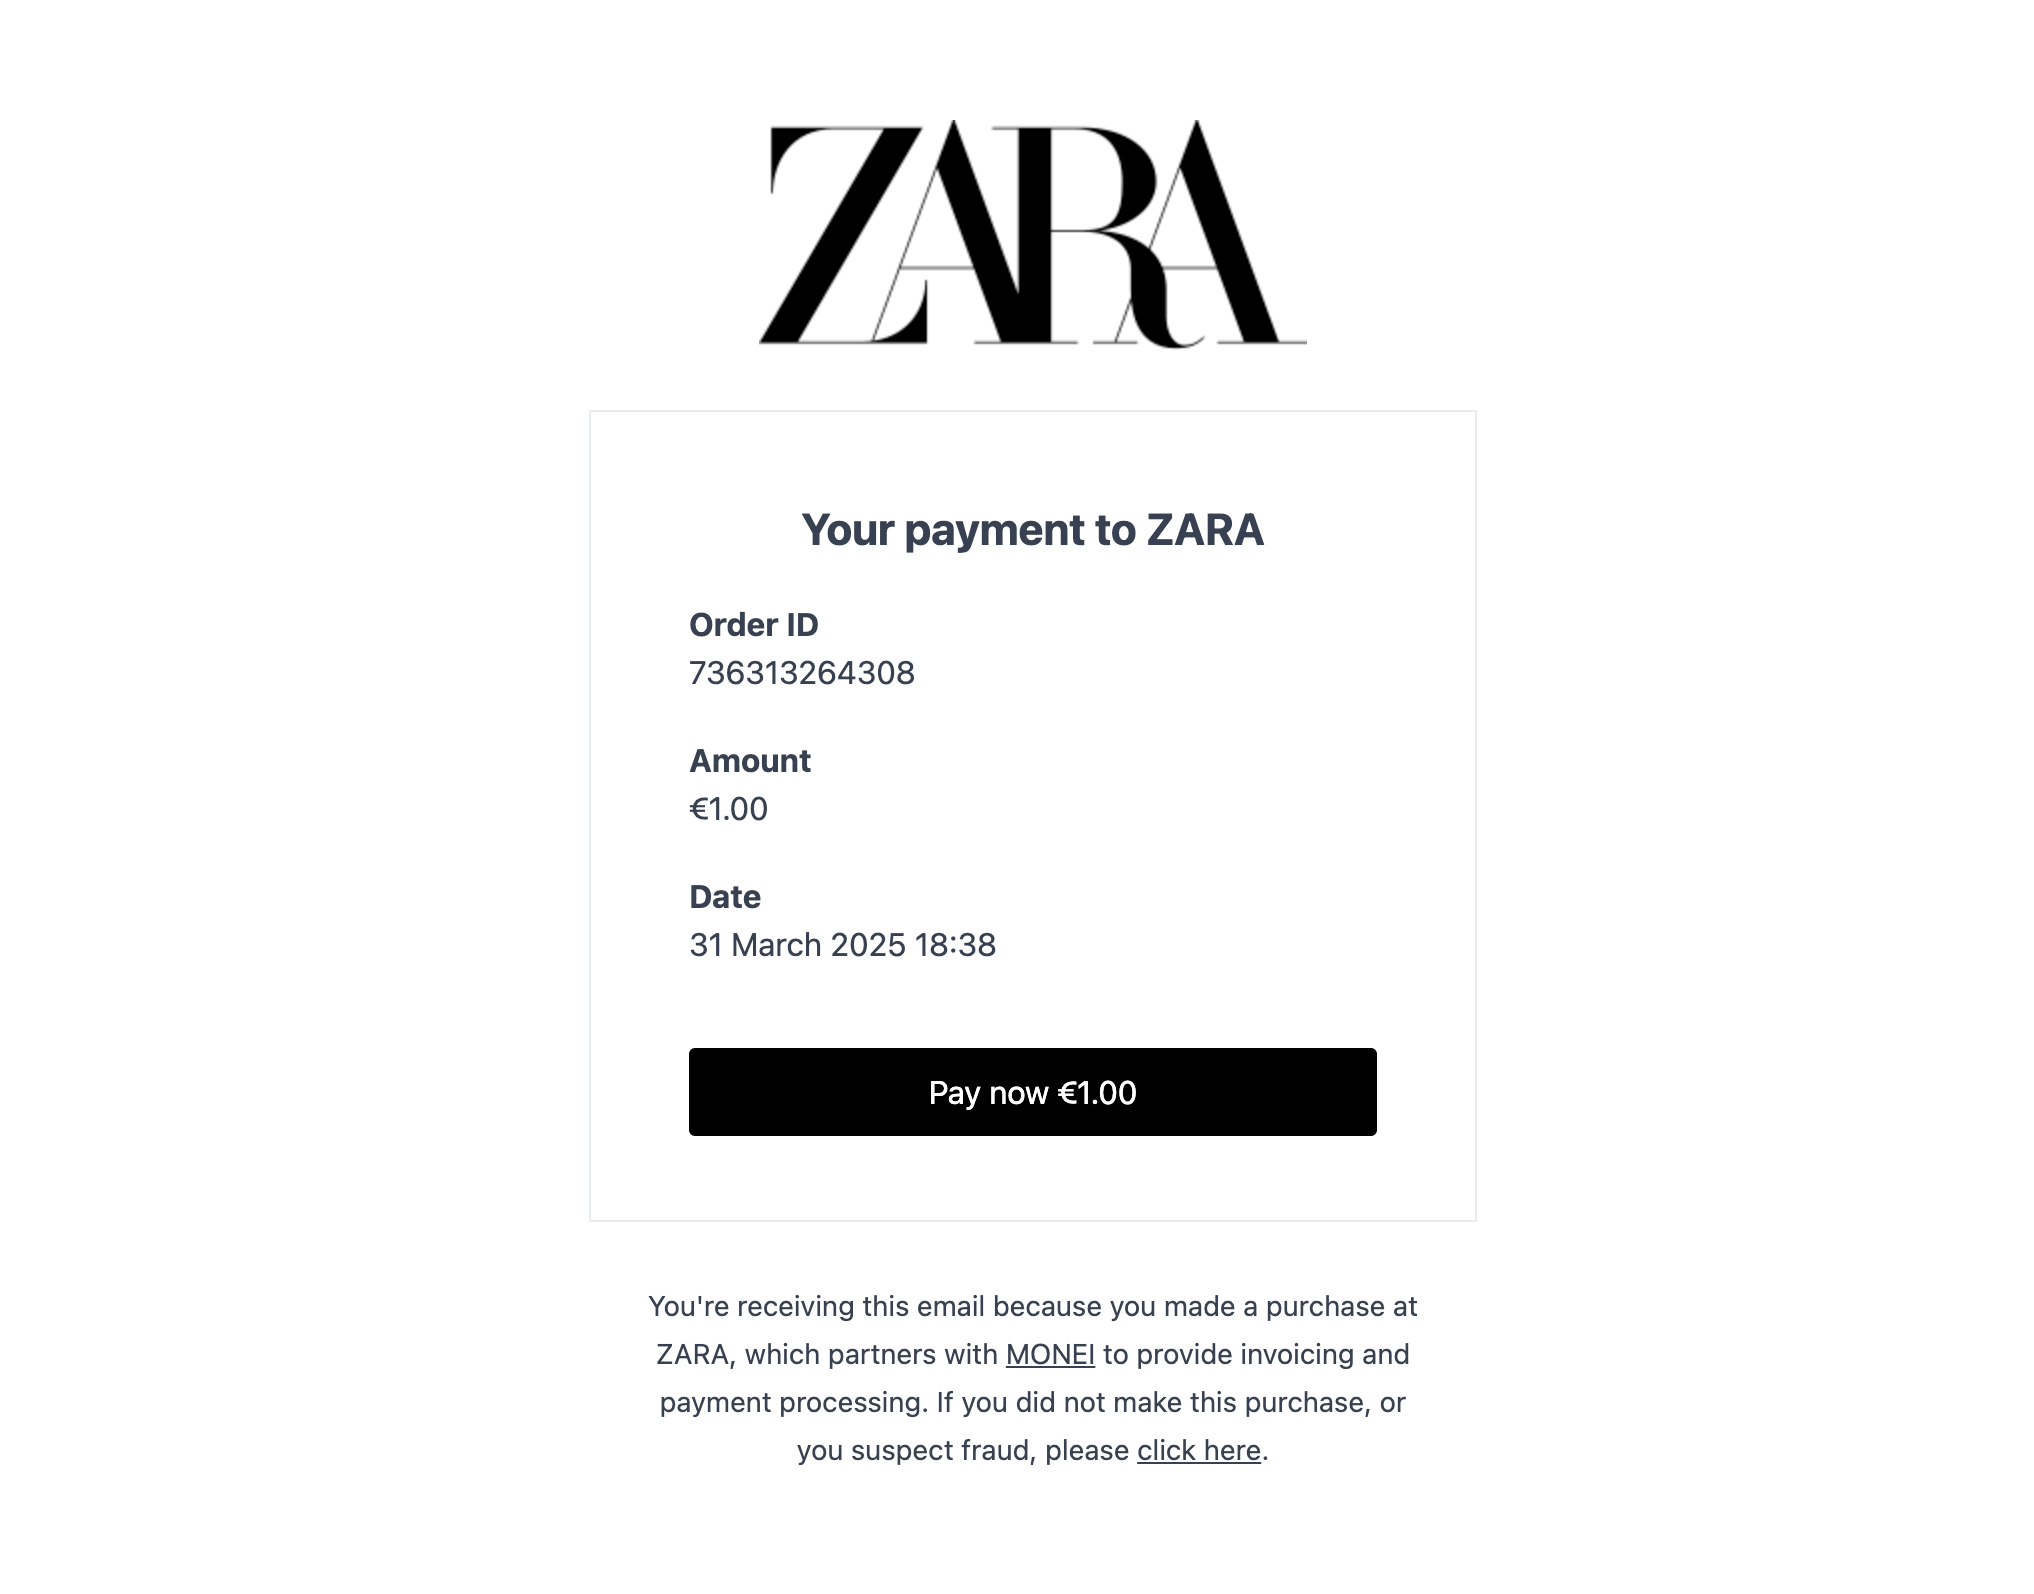 ZARA
Your payment to ZARA
Order ID
736313264308
Amount
€1.00
Date
31 March 2025 18:38
Pay now €1.00
You're receiving this email because you made a purchase at
ZARA, which partners with MONEI to provide invoicing and
payment processing. If you did not make this purchase, or
you suspect fraud, please click here.